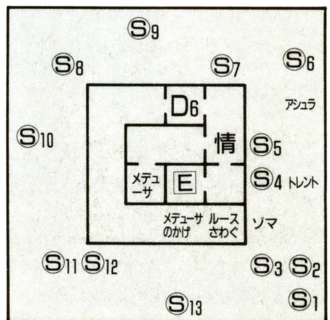 Ⓢ9
Ⓢ8
Ⓢ7
Ⓢ6
D6
アシュラ
Ⓢ10
情
Ⓢ5
メデュ
ーサ
E
Ⓢ4 トレント
メデューサ
のかげ
ルース
さわぐ
ソマ
Ⓢ11 Ⓢ12
Ⓢ3 Ⓢ2
Ⓢ13
Ⓢ1